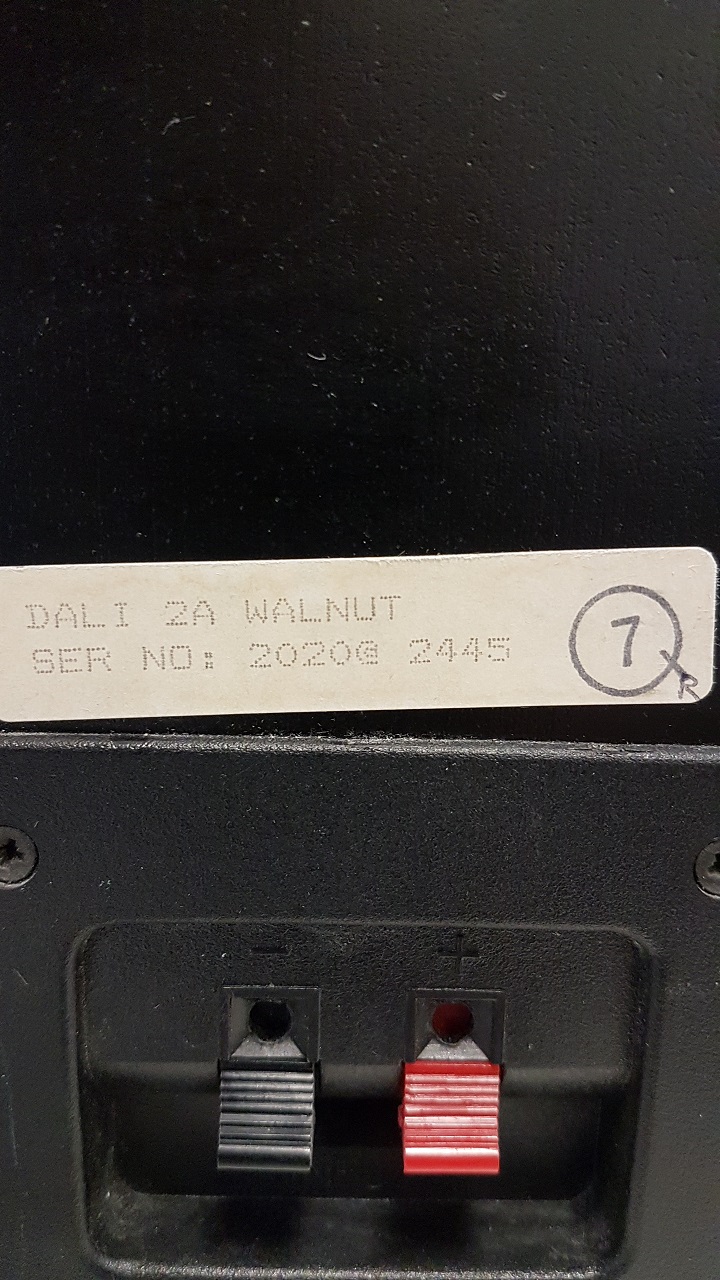 DALI 2A WALNUT
SER NO: 2020@ 2445
7
R
- +